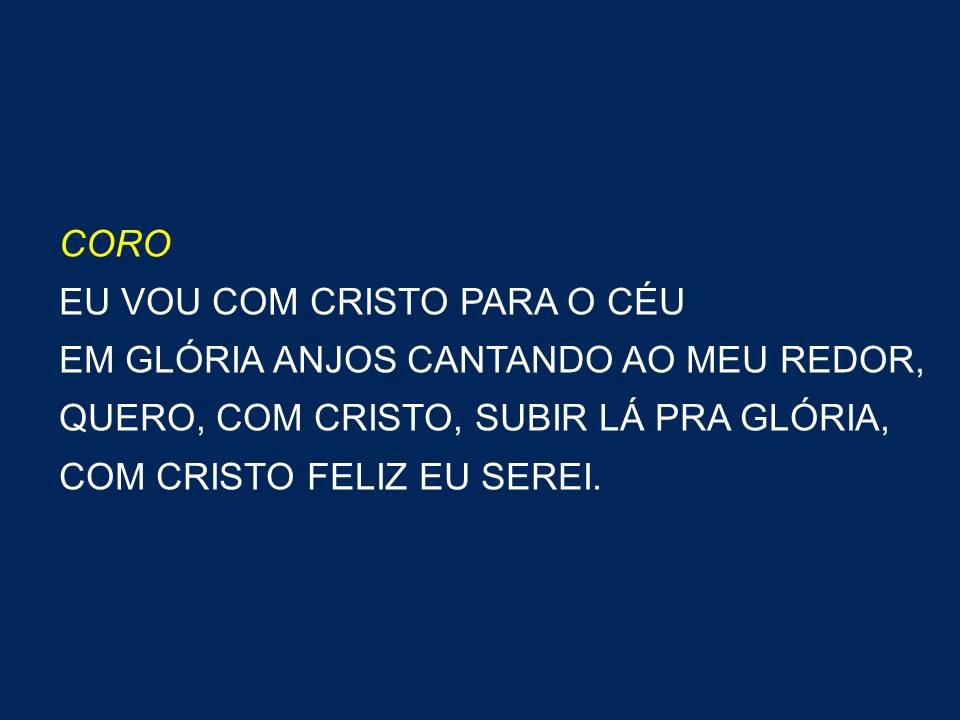 CORO
EU VOU COM CRISTO PARA O CÉU
EM GLÓRIA ANJOS CANTANDO AO MEU REDOR,
QUERO, COM CRISTO, SUBIR LÁ PRA GLÓRIA,
COM CRISTO FELIZ EU SEREI.